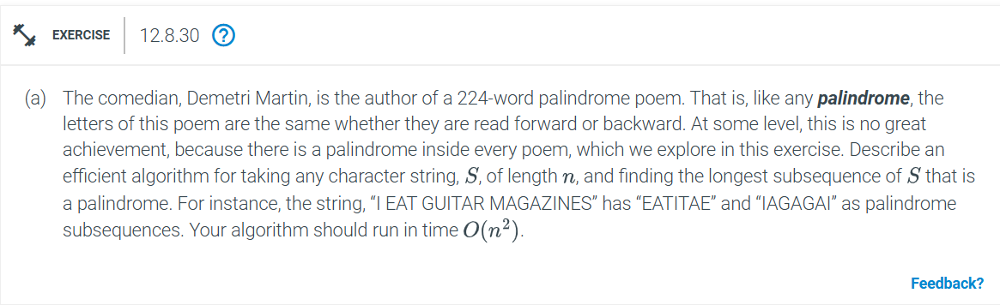 EXERCISE 12.8.30 ?
(a) The comedian, Demetri Martin, is the author of a 224-word palindrome poem. That is, like any palindrome, the
letters of this poem are the same whether they are read forward or backward. At some level, this is no great
achievement, because there is a palindrome inside every poem, which we explore in this exercise. Describe an
efficient algorithm for taking any character string, S, of length n, and finding the longest subsequence of S that is
a palindrome. For instance, the string, “I EAT GUITAR MAGAZINES” has “EATITAE” and “IAGAGAI” as palindrome
subsequences. Your algorithm should run in time O(n²).
Feedback?